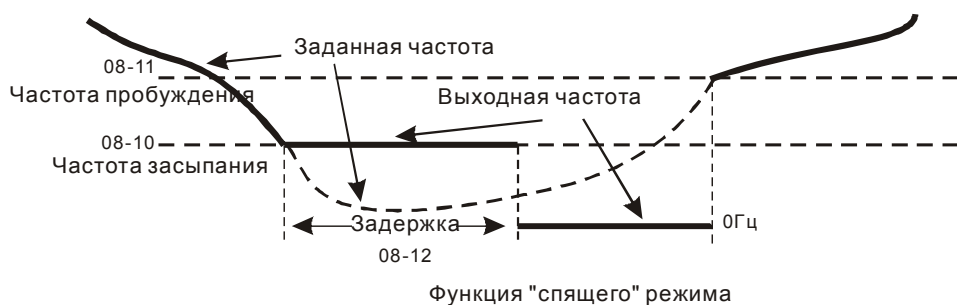 Заданная частота
08-11
Частота пробуждения
Выходная частота
08-10
Частота засыпания
Задержка
0Гц
08-12
Функция "спящего" режима